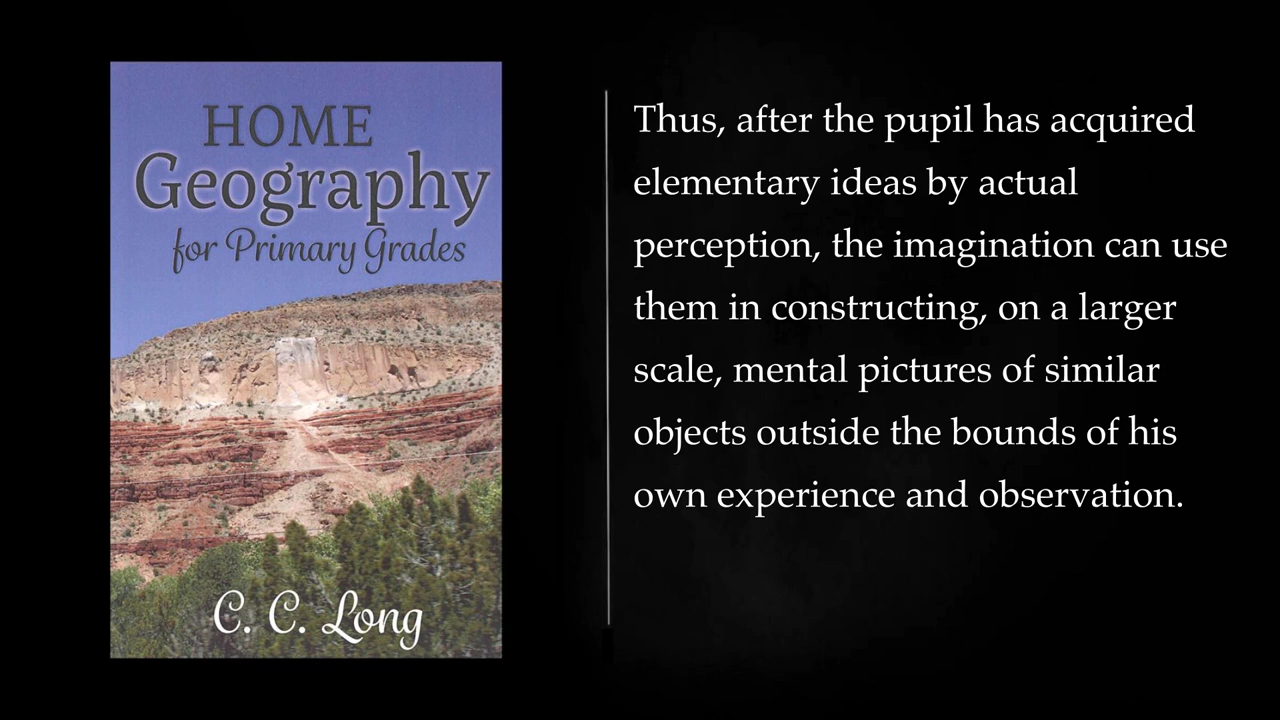 HOME
Geography
for Primary Grades
C. C. Long
Thus, after the pupil has acquired
elementary ideas by actual
perception, the imagination can use
them in constructing, on a larger
scale, mental pictures of similar
objects outside the bounds of his
own experience and observation.